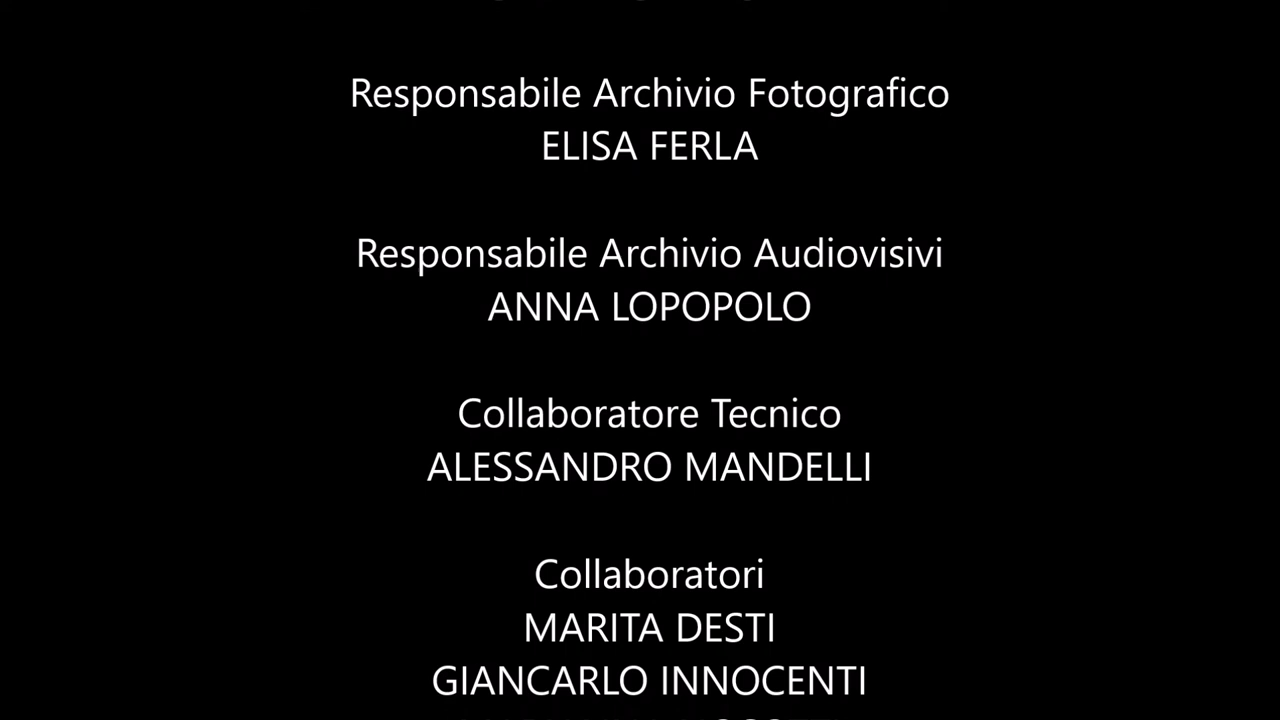 Responsabile Archivio Fotografico
ELISA FERLA
Responsabile Archivio Audiovisivi
ANNA LOPOPOLO
Collaboratore Tecnico
ALESSANDRO MANDELLI
Collaboratori
MARITA DESTI
GIANCARLO INNOCENTI